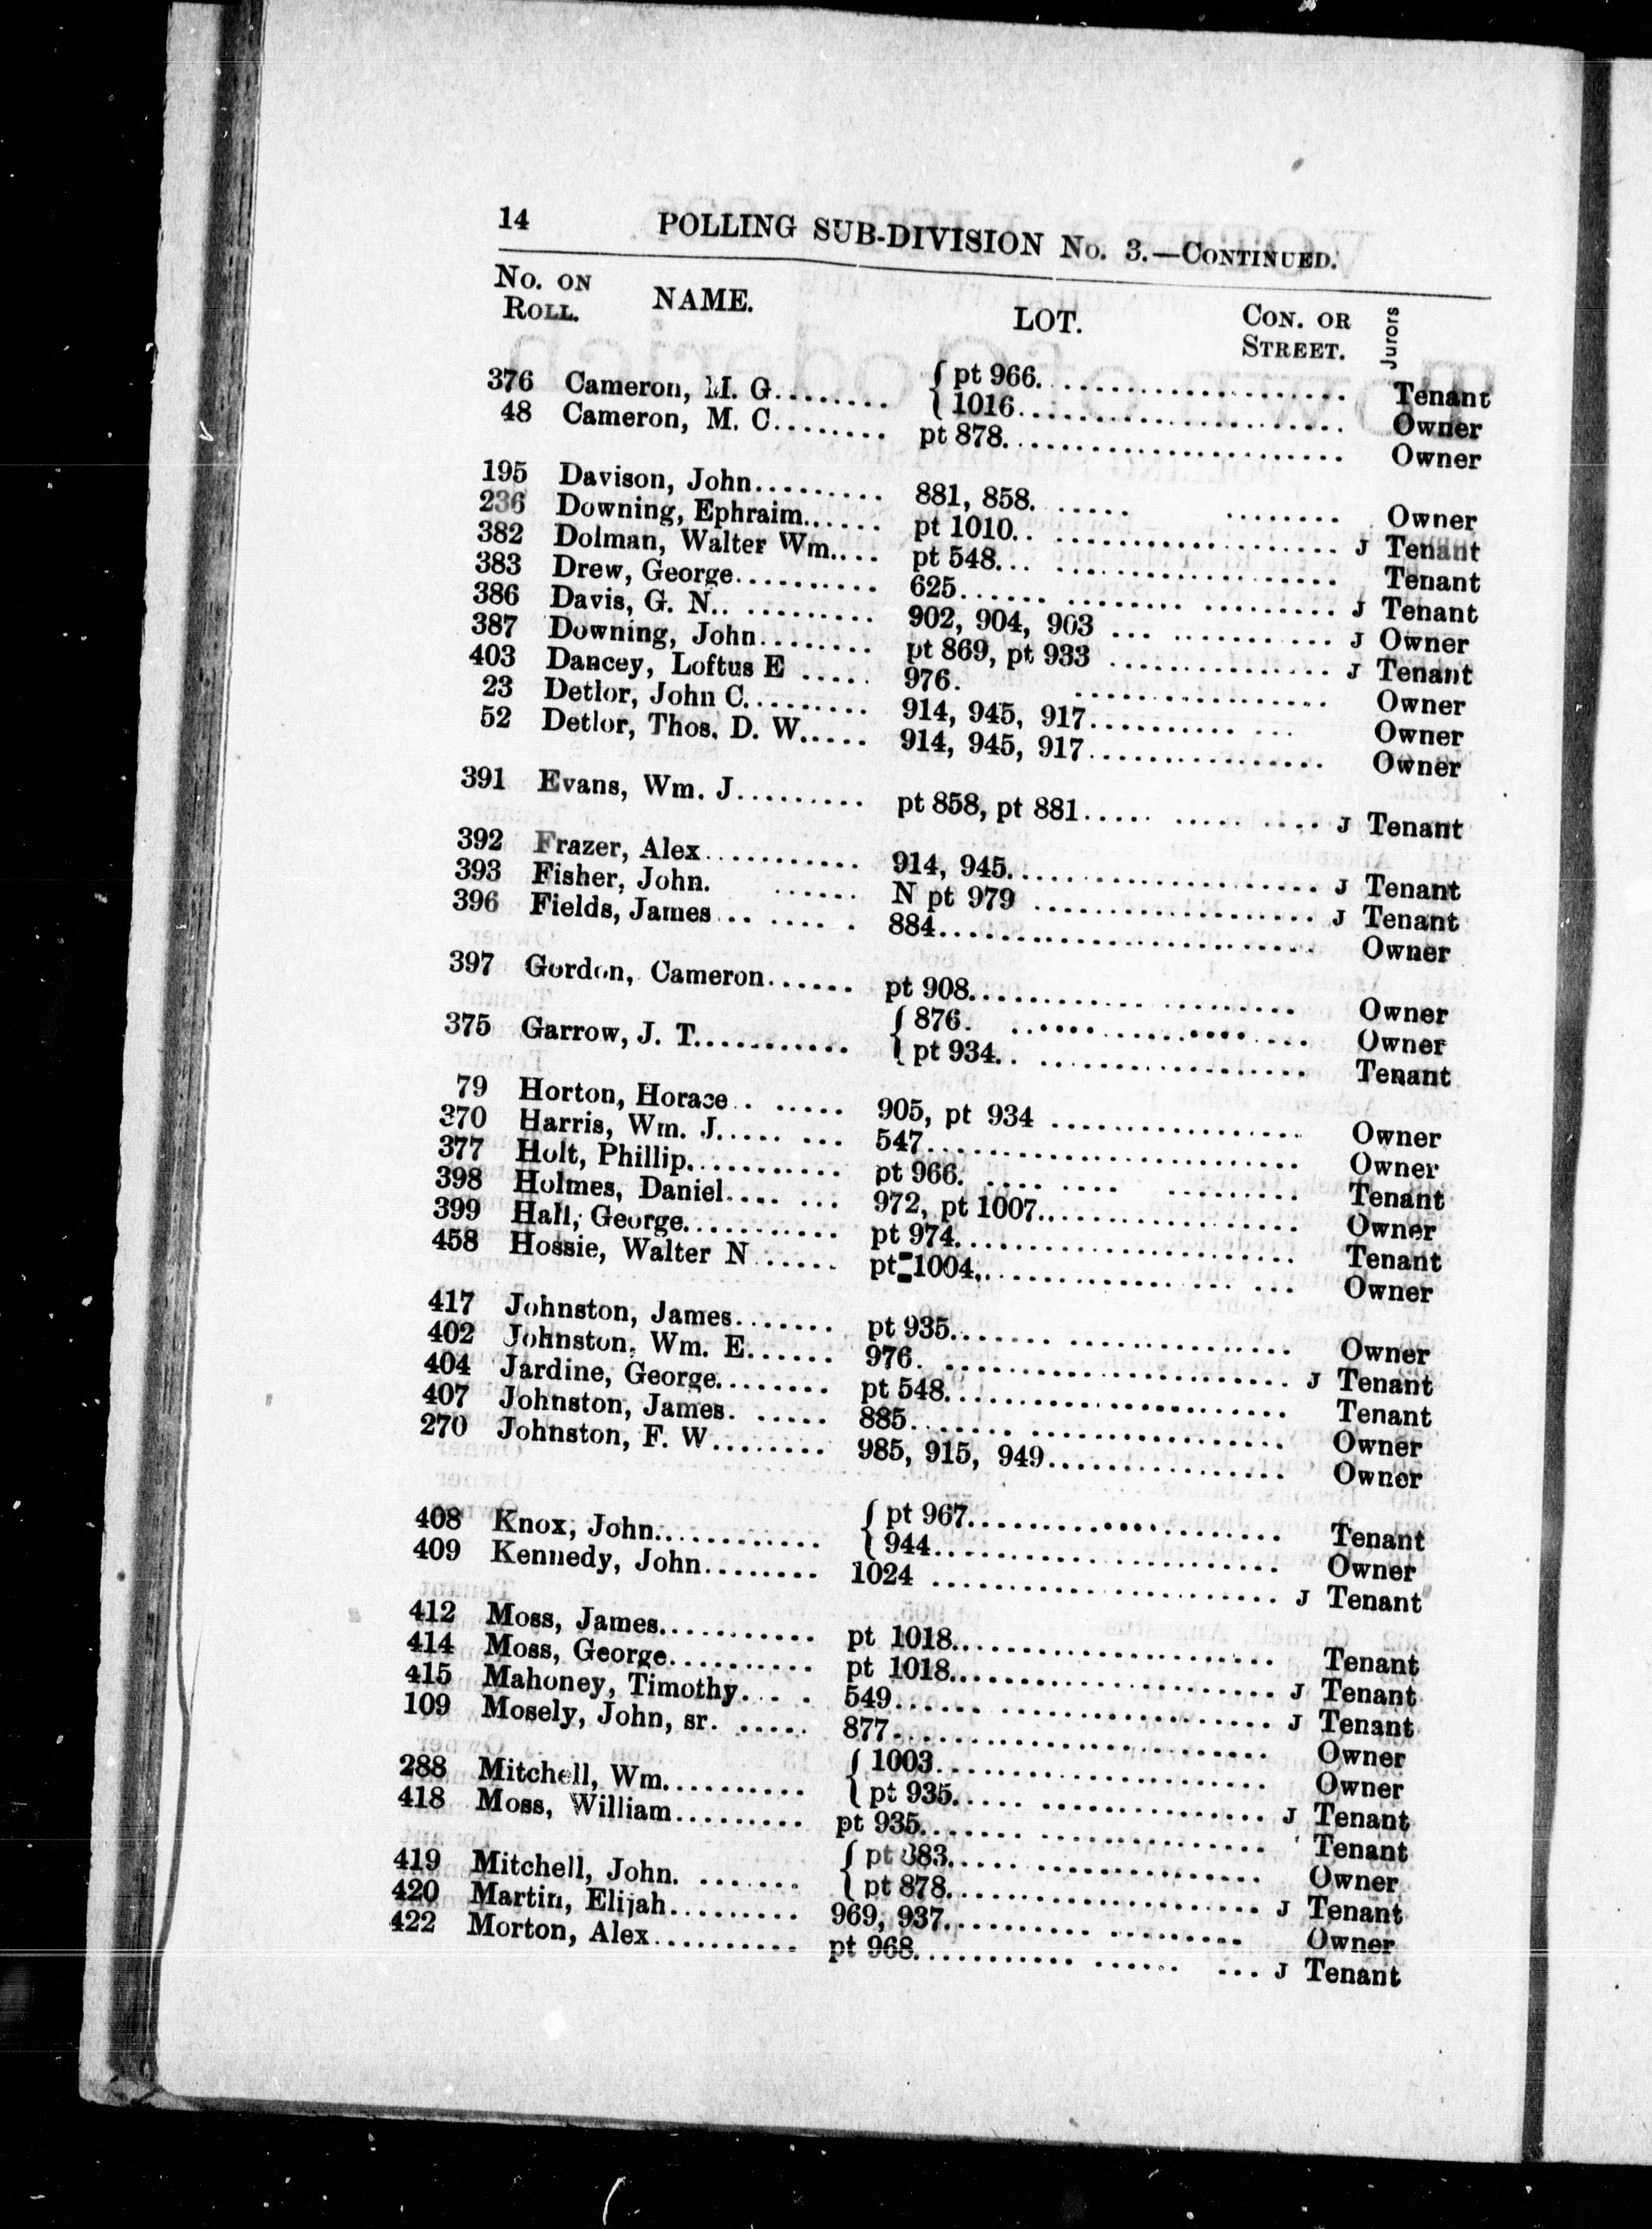 14 POLLING SUB-DIVISION No. 3.—CONTINUED.
No. ON ROLL. NAME. LOT. CON. OR STREET. Jurors
376 Cameron, M. G........ { pt 966. ...................... Tenant
{ 1016........................ Owner
48 Cameron, M. C........ pt 878........................ Owner
195 Davison, John.......... 881, 858. ..... ........ Owner
236 Downing, Ephraim...... pt 1010.. .................. J Tenant
382 Dolman, Walter Wm.... pt 548... .................. Tenant
383 Drew, George........... 625...... ........ ......... J Tenant
386 Davis, G. N.. .......... 902, 904, 903 ... ........... J Owner
387 Downing, John........ pt 869, pt 933 .............. J Tenant
403 Dancey, Loftus E ..... 976. .................. Owner
23 Detlor, John C......... 914, 945, 917........... ... Owner
52 Detlor, Thos. D. W..... 914, 945, 917............... Owner
391 Evans, Wm. J......... pt 858, pt 881..... ..... .... J Tenant
392 Frazer, Alex........... 914, 945...................... J Tenant
393 Fisher, John. ...... N pt 979 .................... J Tenant
396 Fields, James... ..... . 884.......................... Owner
397 Gordon, Cameron...... pt 908....................... Owner
375 Garrow, J. T........... { 876. ..................... Owner
{ pt 934.. .................. Tenant
79 Horton, Horace.. ..... 905, pt 934 ................. Owner
370 Harris, Wm. J..... ... 547.......................... Owner
377 Holt, Phillip........... pt 966. .... .... ......... Tenant
398 Holmes, Daniel.... ... 972, pt 1007.................. Owner
399 Hall, George........... pt 974....................... Tenant
458 Hossie, Walter N ...... pt 1004................ ... ... Owner
417 Johnston, James....... pt 935....... ............... Owner
402 Johnston, Wm. E...... 976. ........................ J Tenant
404 Jardine, George........ pt 548....................... Tenant
407 Johnston, James. ...... 885........ .................. Owner
270 Johnston, F. W........ 985, 915, 949................ Owner
408 Knox, John............ { pt 967...................... Tenant
{ 944........................ Owner
409 Kennedy, John........ 1024 ........................ J Tenant
412 Moss, James........... pt 1018...................... Tenant
414 Moss, George.......... pt 1018...................... J Tenant
415 Mahoney, Timothy... . 549...... .................. J Tenant
109 Mosely, John, sr. ..... 877.......................... Owner
288 Mitchell, Wm.......... { 1003....................... Owner
{ pt 935..... ................ J Tenant
418 Moss, William......... pt 935....... ................ Tenant
419 Mitchell, John. ....... { pt 883..... ................ Owner
{ pt 878...................... J Tenant
420 Martin, Elijah......... 969, 937.......... ......... Owner
422 Morton, Alex.......... pt 968............ ...... ... J Tenant